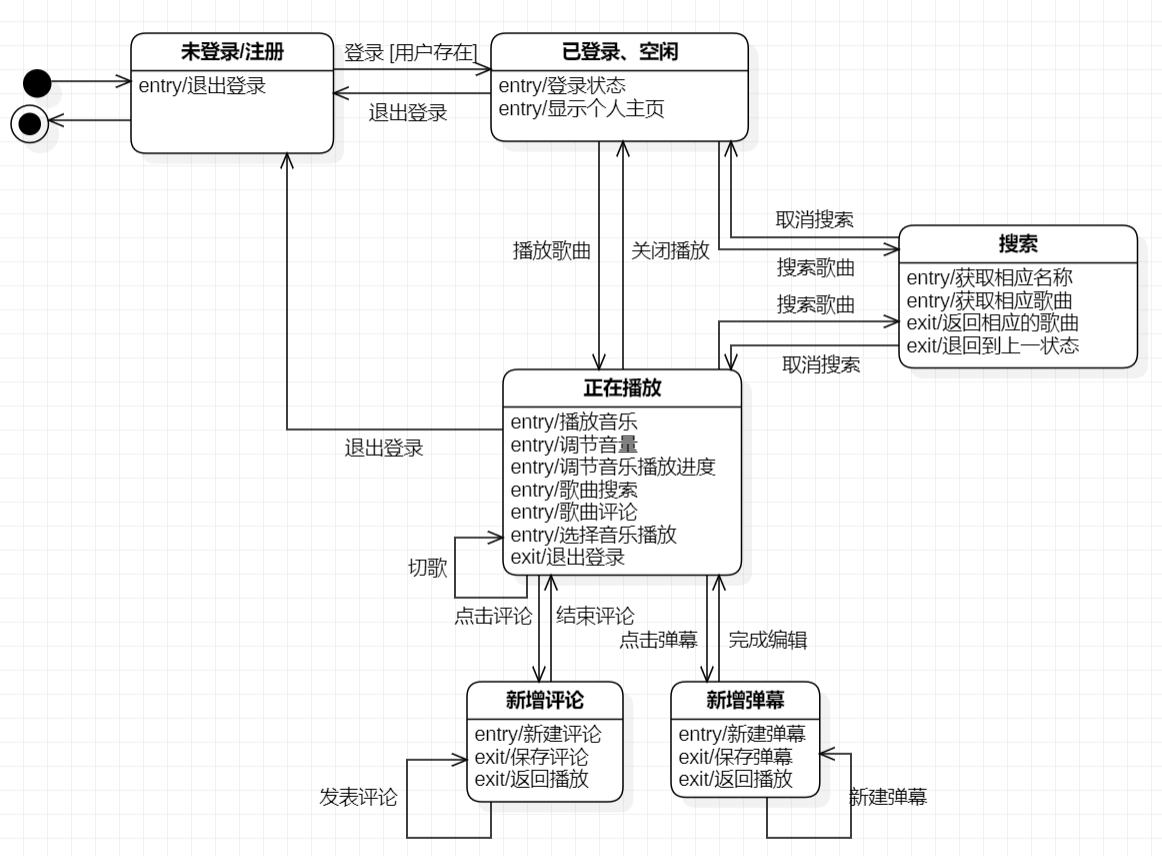 未登录/注册
entry/退出登录
登录 [用户存在]
退出登录
已登录、空闲
entry/登录状态
entry/显示个人主页
播放歌曲
关闭播放
取消搜索
搜索歌曲
搜索歌曲
取消搜索
搜索
entry/获取相应名称
entry/获取相应歌曲
exit/返回相应的歌曲
exit/退回到上一状态
退出登录
正在播放
entry/播放音乐
entry/调节音量
entry/调节音乐播放进度
entry/歌曲搜索
entry/歌曲评论
entry/选择音乐播放
exit/退出登录
切歌
点击评论
结束评论
点击弹幕
完成编辑
新增评论
entry/新建评论
exit/保存评论
exit/返回播放
发表评论
新增弹幕
entry/新建弹幕
exit/保存弹幕
exit/返回播放
新建弹幕